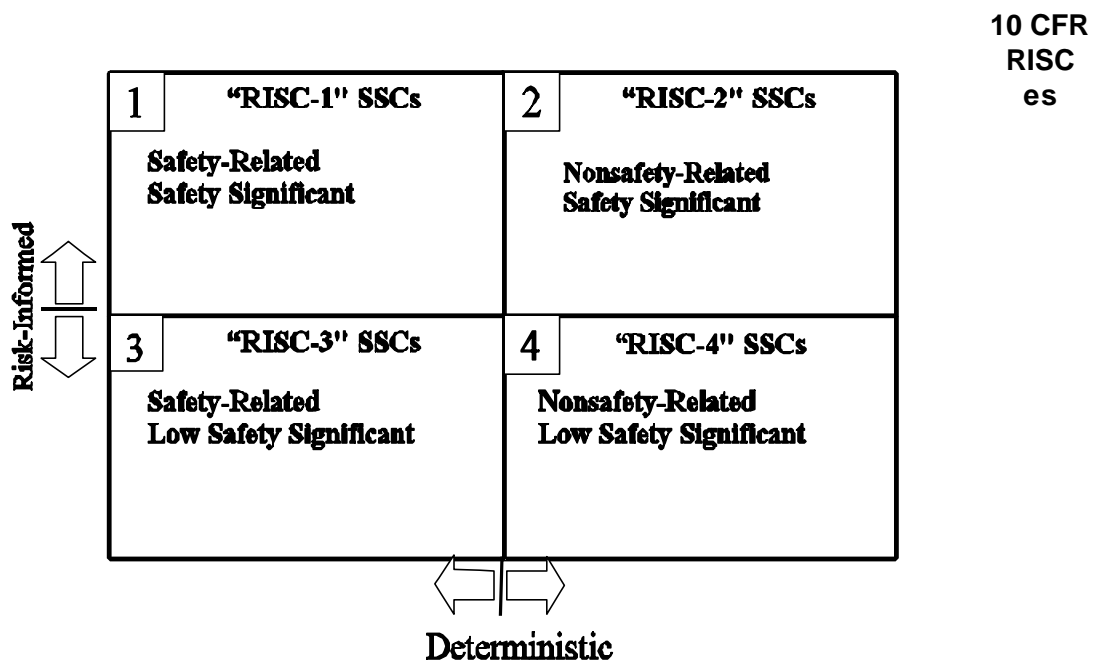 10 CFR
RISC
es
1
“RISC-1" SSCs
Safety-Related
Safety Significant
2
“RISC-2" SSCs
Nonsafety-Related
Safety Significant
Risk-Informed
3
“RISC-3" SSCs
Safety-Related
Low Safety Significant
4
“RISC-4" SSCs
Nonsafety-Related
Low Safety Significant
Deterministic